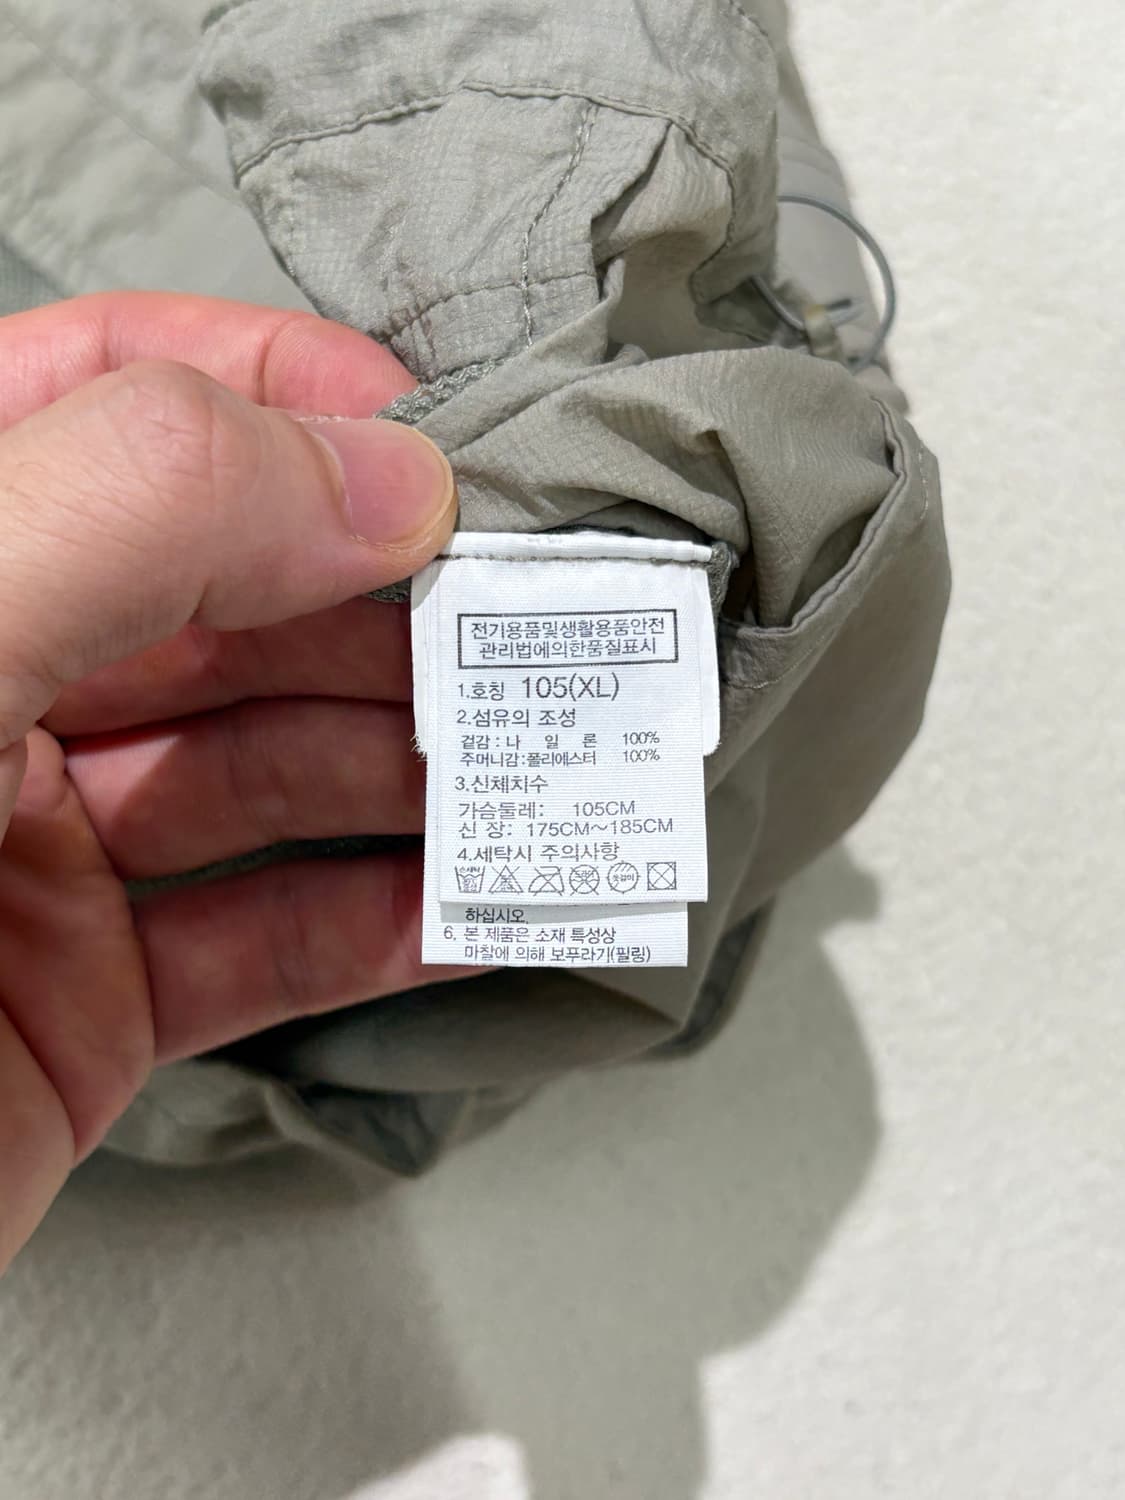 전기용품및생활용품안전
관리법에의한품질표시
1.호칭 105(XL)
2.섬유의 조성
겉감 : 나 일 론 100%
주머니감:폴리에스터 100%
3.신체치수
가슴둘레: 105CM
신 장: 175CM～185CM
4.세탁시 주의사항
하십시오.
6. 본 제품은 소재 특성상
마찰에 의해 보푸라기(필링)